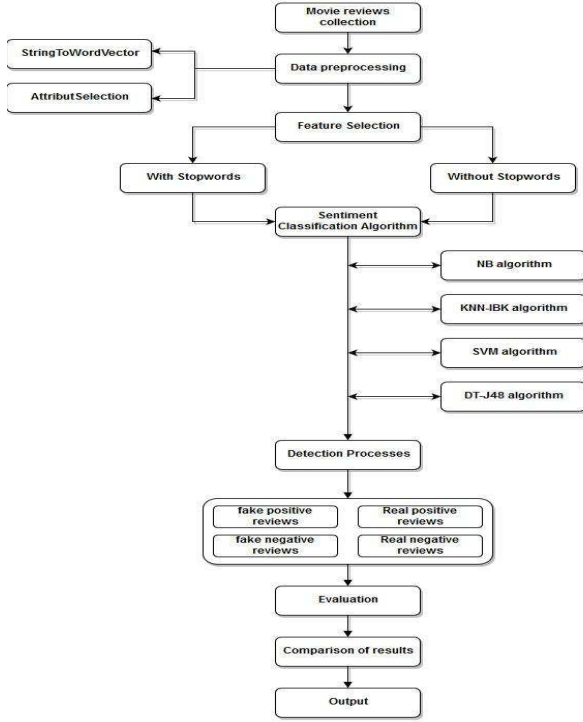 Movie reviews
collection
StringToWordVector
Data preprocessing
AttributSelection
Feature Selection
With Stopwords
Without Stopwords
Sentiment
Classification Algorithm
NB algorithm
KNN-IBK algorithm
SVM algorithm
DT-J48 algorithm
Detection Processes
fake positive
reviews
Real positive
reviews
fake negative
reviews
Real negative
reviews
Evaluation
Comparison of results
Output